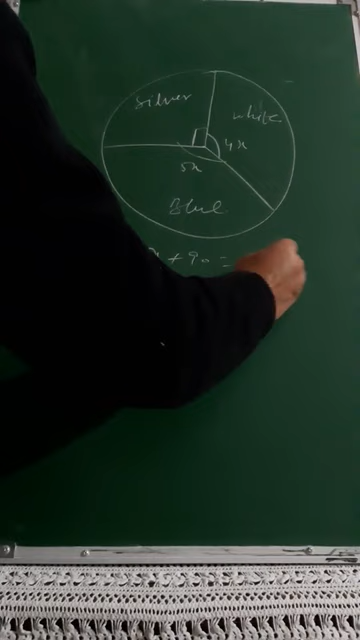 Silver
white
4x
5x
Blue
x + 90 =